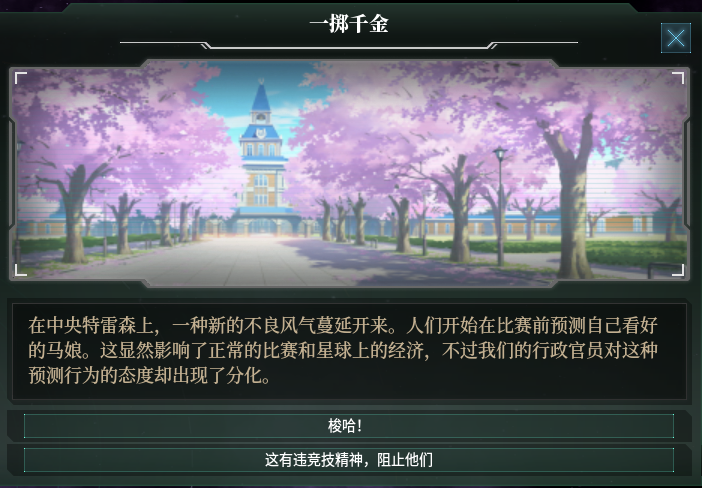 一掷千金
在中央特雷森上，一种新的不良风气蔓延开来。人们开始在比赛前预测自己看好
的马娘。这显然影响了正常的比赛和星球上的经济，不过我们的行政官员对这种
预测行为的态度却出现了分化。
梭哈！
这有违竞技精神，阻止他们